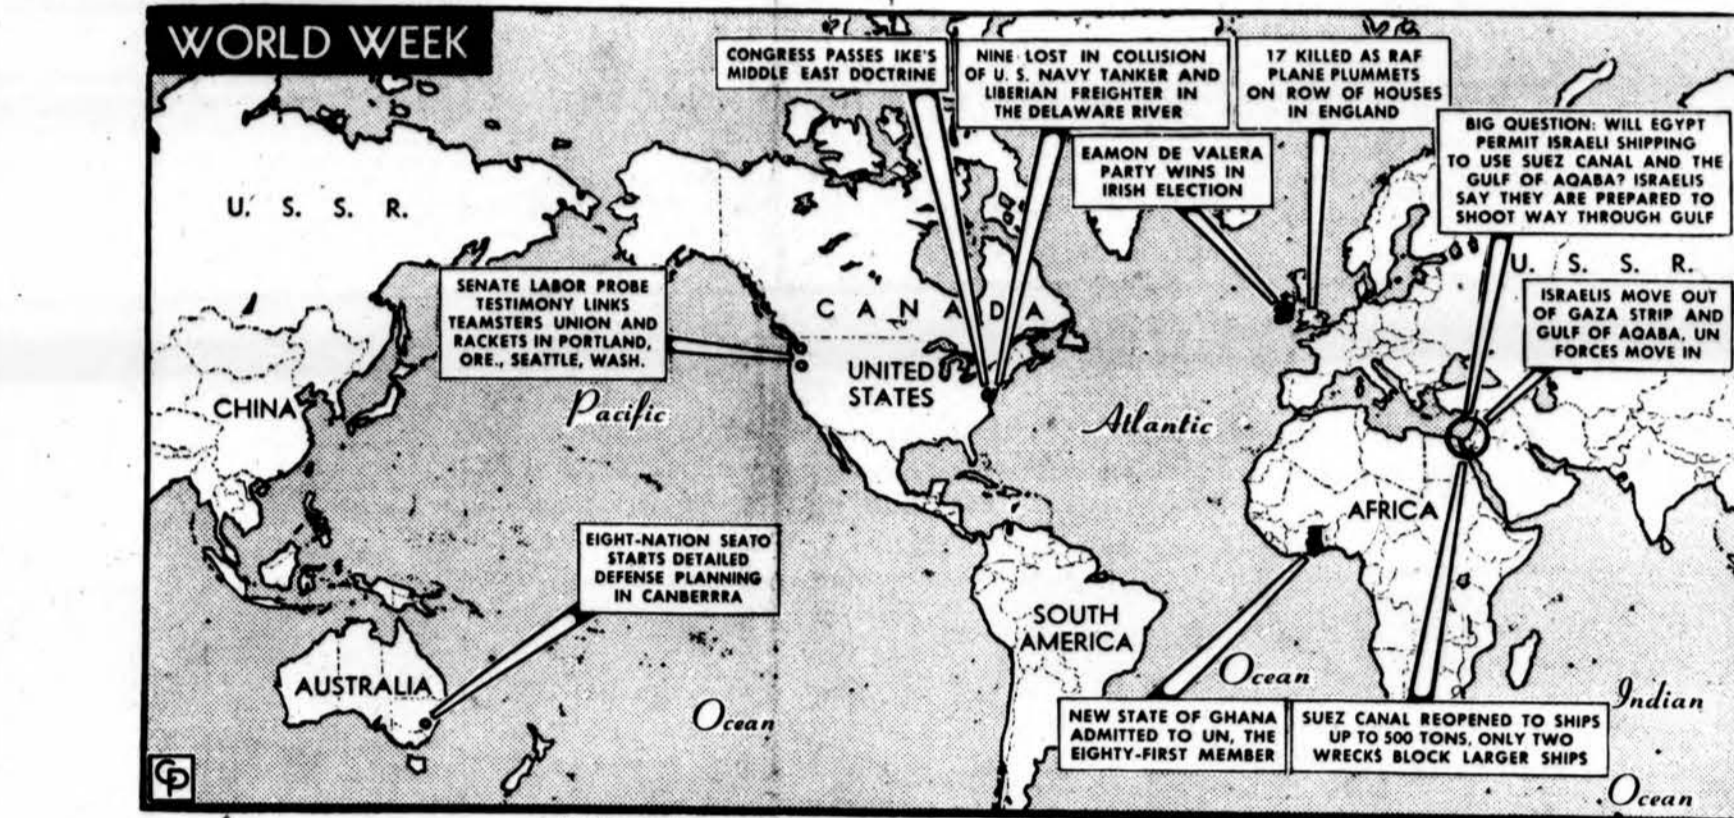 WORLD WEEK
CONGRESS PASSES IKE'S
MIDDLE EAST DOCTRINE
NINE LOST IN COLLISION
OF U. S. NAVY TANKER AND
LIBERIAN FREIGHTER IN
THE DELAWARE RIVER
17 KILLED AS RAF
PLANE PLUMMETS
ON ROW OF HOUSES
IN ENGLAND
BIG QUESTION: WILL EGYPT
PERMIT ISRAELI SHIPPING
TO USE SUEZ CANAL AND THE
GULF OF AQABA? ISRAELIS
SAY THEY ARE PREPARED TO
SHOOT WAY THROUGH GULF
EAMON DE VALERA
PARTY WINS IN
IRISH ELECTION
U. S. S. R.
U. S. S. R.
SENATE LABOR PROBE
TESTIMONY LINKS
TEAMSTERS UNION AND
RACKETS IN PORTLAND,
ORE., SEATTLE, WASH.
ISRAELIS MOVE OUT
OF GAZA STRIP AND
GULF OF AQABA, UN
FORCES MOVE IN
CANADA
UNITED
STATES
CHINA
Pacific
Atlantic
AFRICA
EIGHT-NATION SEATO
STARTS DETAILED
DEFENSE PLANNING
IN CANBERRRA
SOUTH
AMERICA
AUSTRALIA
Ocean
Ocean
Indian
NEW STATE OF GHANA
ADMITTED TO UN, THE
EIGHTY-FIRST MEMBER
SUEZ CANAL REOPENED TO SHIPS
UP TO 500 TONS, ONLY TWO
WRECKS BLOCK LARGER SHIPS
CP
Ocean